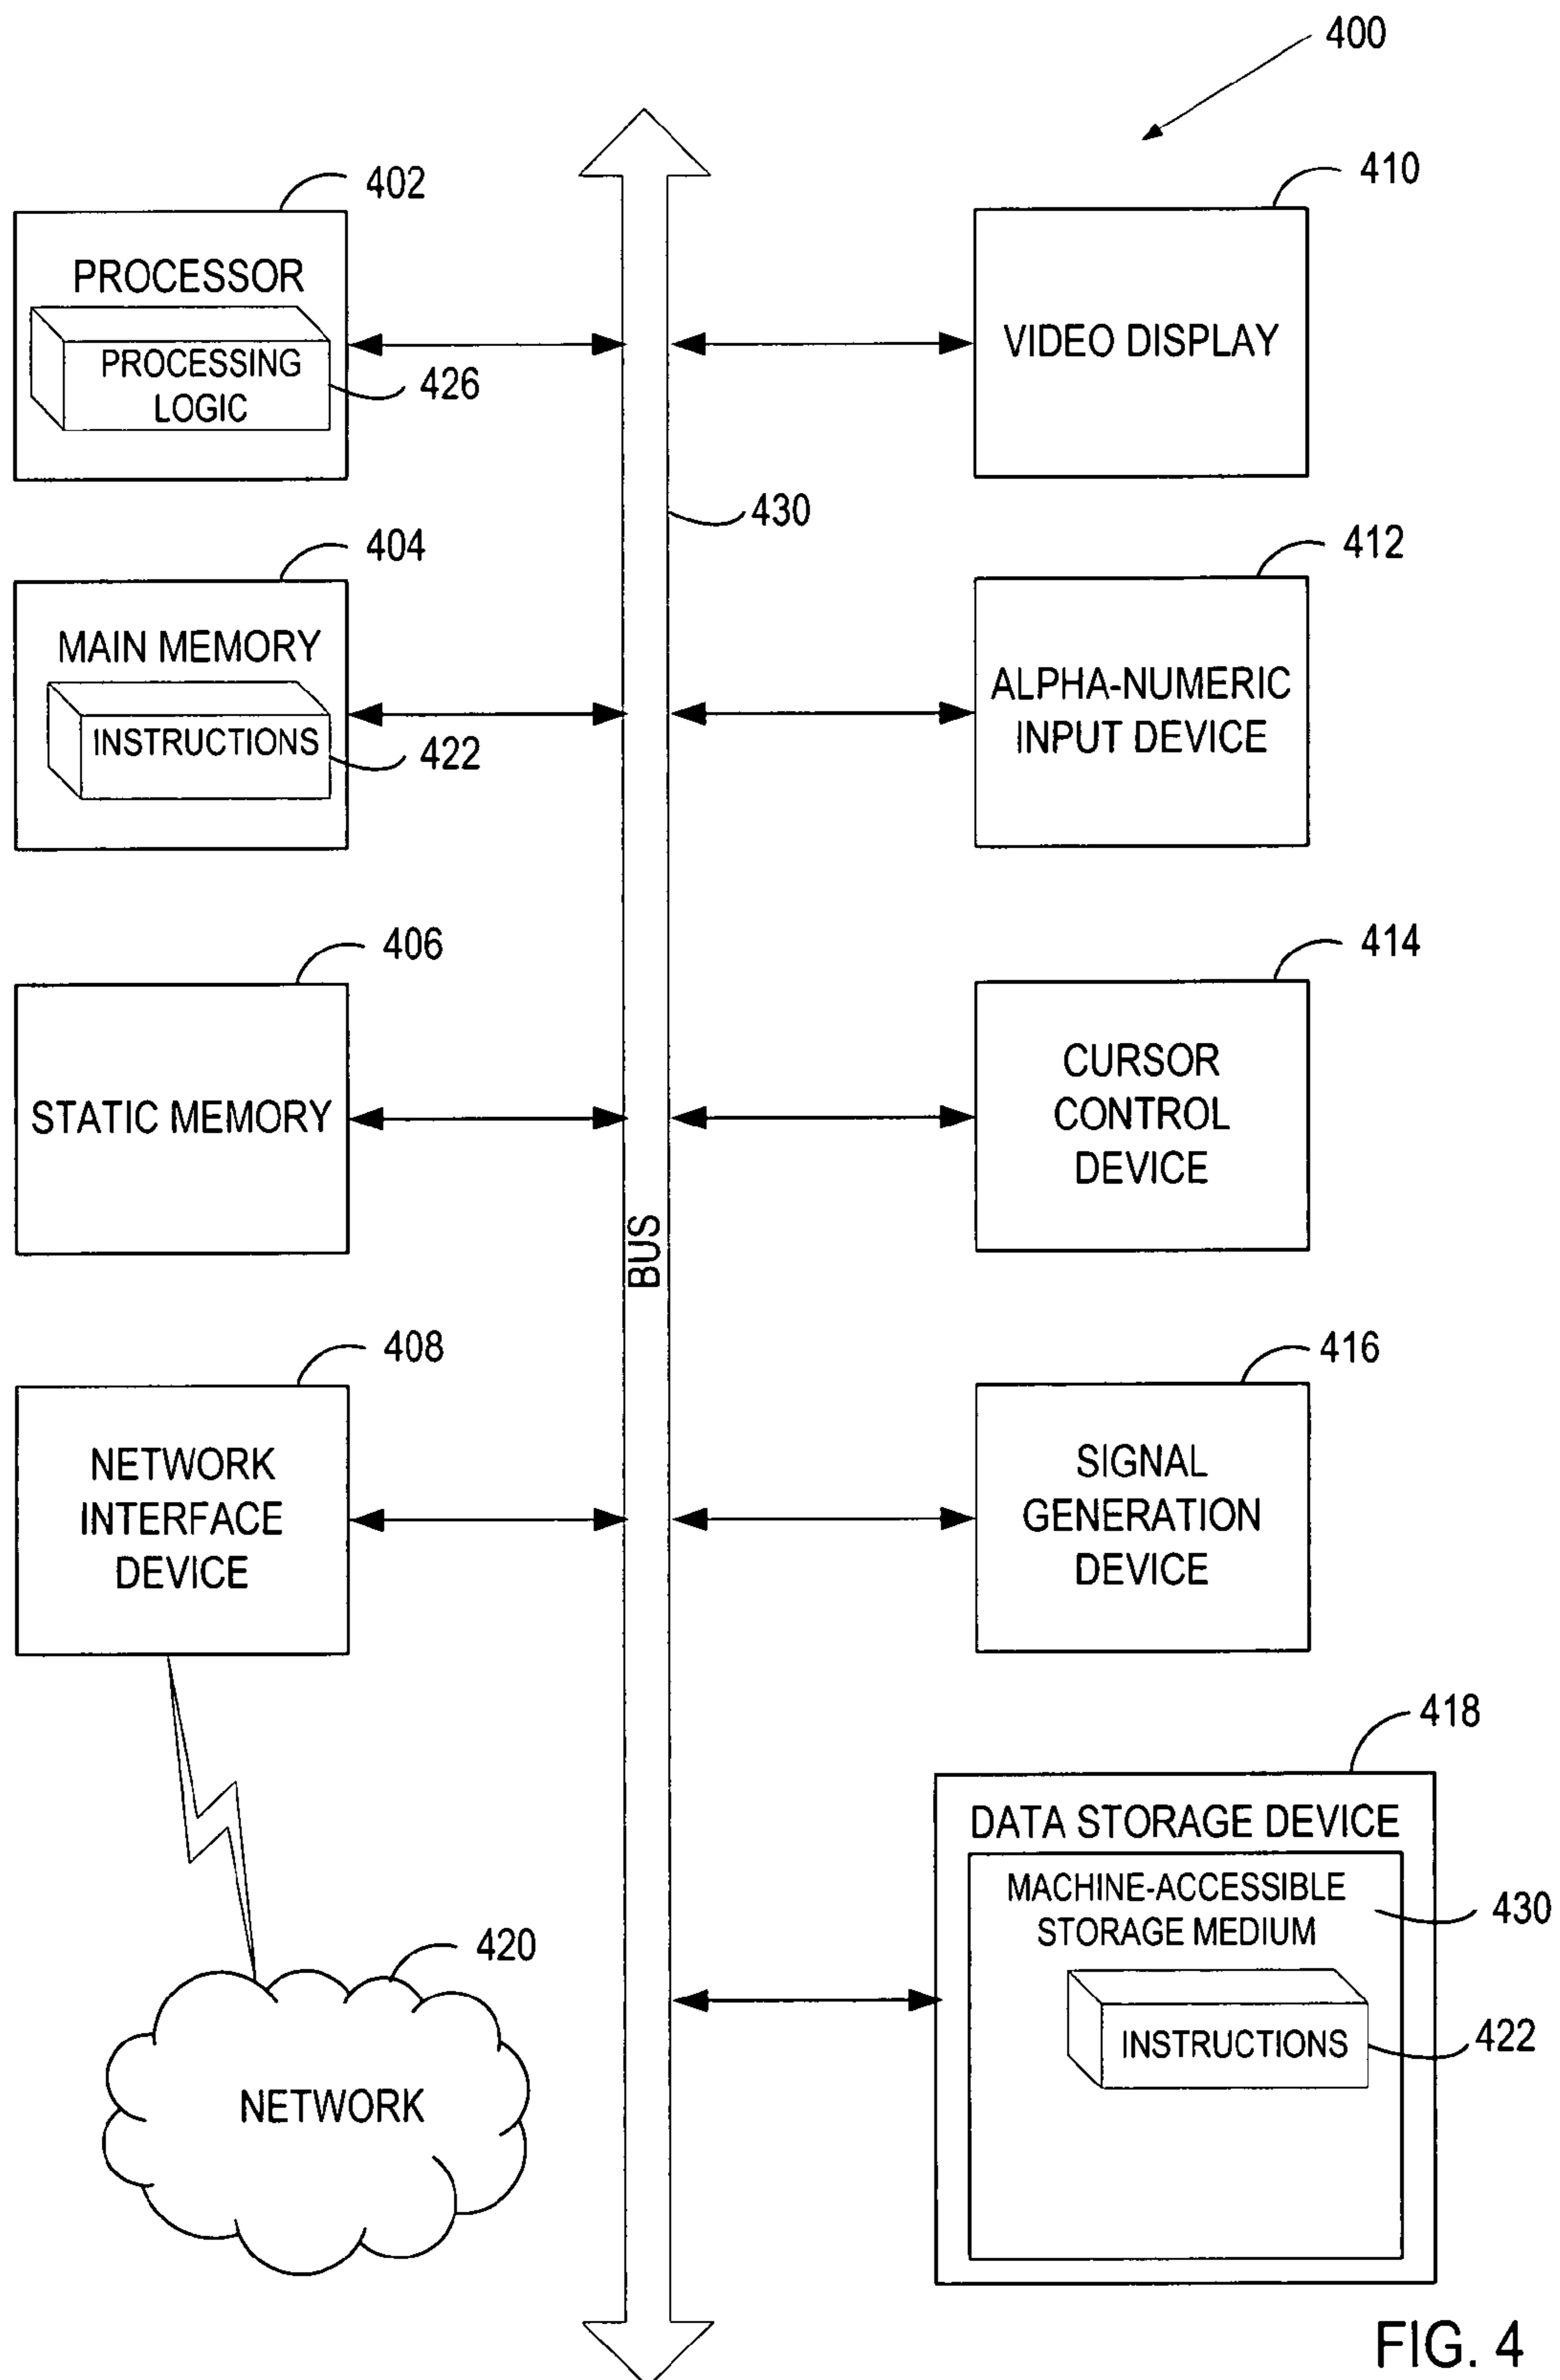 400
402
PROCESSOR
PROCESSING
LOGIC
426
410
VIDEO DISPLAY
430
404
MAIN MEMORY
INSTRUCTIONS
422
412
ALPHA-NUMERIC
INPUT DEVICE
406
STATIC MEMORY
414
CURSOR
CONTROL
DEVICE
BUS
408
NETWORK
INTERFACE
DEVICE
416
SIGNAL
GENERATION
DEVICE
418
DATA STORAGE DEVICE
MACHINE-ACCESSIBLE
STORAGE MEDIUM
430
INSTRUCTIONS
422
420
NETWORK
FIG. 4